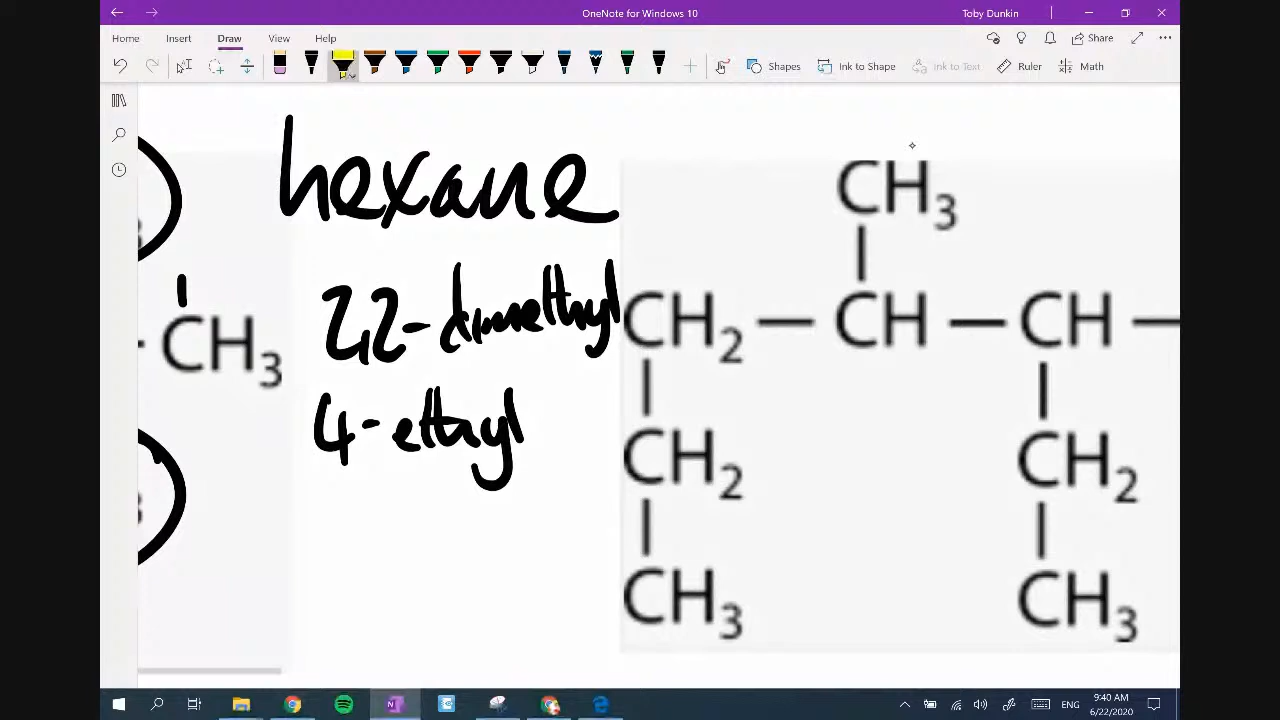 OneNote for Windows 10
Toby Dunkin
Home Insert Draw View Help
Share
Shapes Ink to Shape Ink to Text Ruler Math
hexane
2,2-dimethyl
4-ethyl
CH3
CH3
CH2 — CH — CH —
CH2 CH2
CH3 CH3
ENG
9:40 AM
6/22/2020